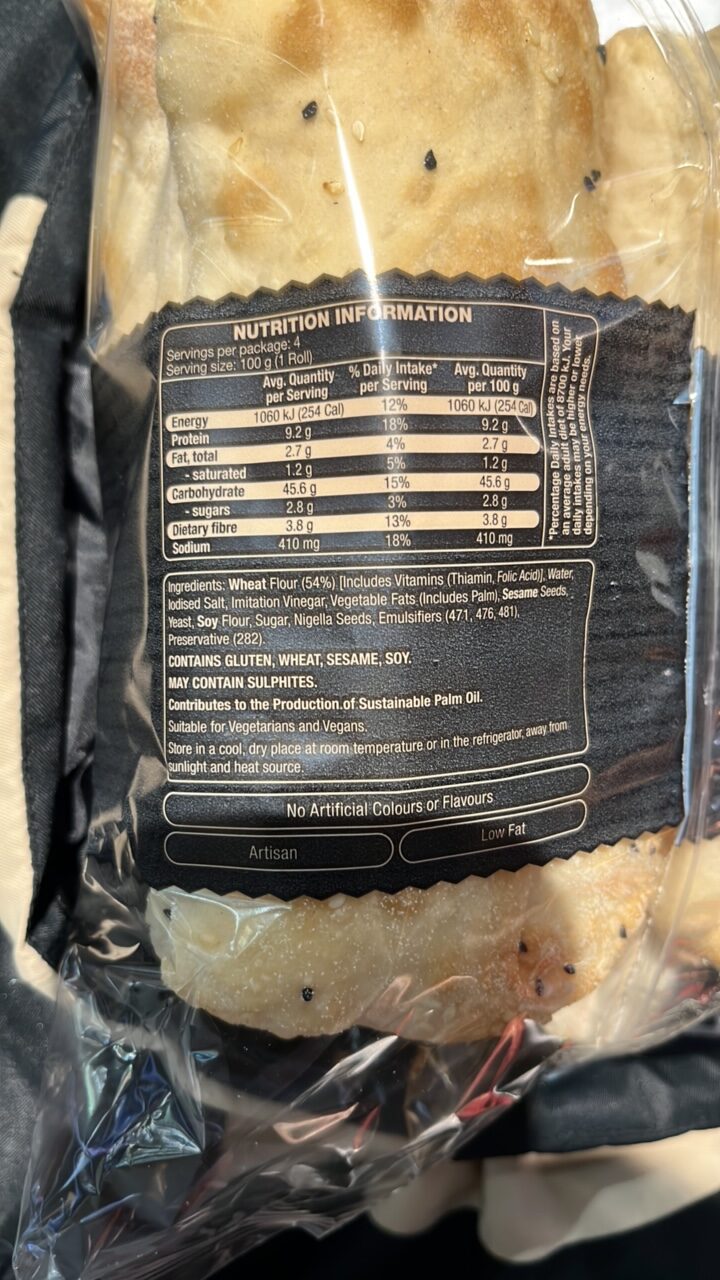 NUTRITION INFORMATION
Servings per package: 4
Serving size: 100 g (1 Roll)
Avg. Quantity per Serving % Daily Intake* per Serving Avg. Quantity per 100 g
Energy 1060 kJ (254 Cal) 12% 1060 kJ (254 Cal)
Protein 9.2 g 18% 9.2 g
Fat, total 2.7 g 4% 2.7 g
- saturated 1.2 g 5% 1.2 g
Carbohydrate 45.6 g 15% 45.6 g
- sugars 2.8 g 3% 2.8 g
Dietary fibre 3.8 g 13% 3.8 g
Sodium 410 mg 18% 410 mg
*Percentage Daily Intakes are based on
an average adult diet of 8700 kJ. Your
daily intakes may be higher or lower
depending on your energy needs.
Ingredients: Wheat Flour (54%) [Includes Vitamins (Thiamin, Folic Acid)], Water,
Iodised Salt, Imitation Vinegar, Vegetable Fats (Includes Palm), Sesame Seeds,
Yeast, Soy Flour, Sugar, Nigella Seeds, Emulsifiers (471, 476, 481),
Preservative (282).
CONTAINS GLUTEN, WHEAT, SESAME, SOY.
MAY CONTAIN SULPHITES.
Contributes to the Production of Sustainable Palm Oil.
Suitable for Vegetarians and Vegans.
Store in a cool, dry place at room temperature or in the refrigerator, away from
sunlight and heat source.
No Artificial Colours or Flavours
Artisan
Low Fat